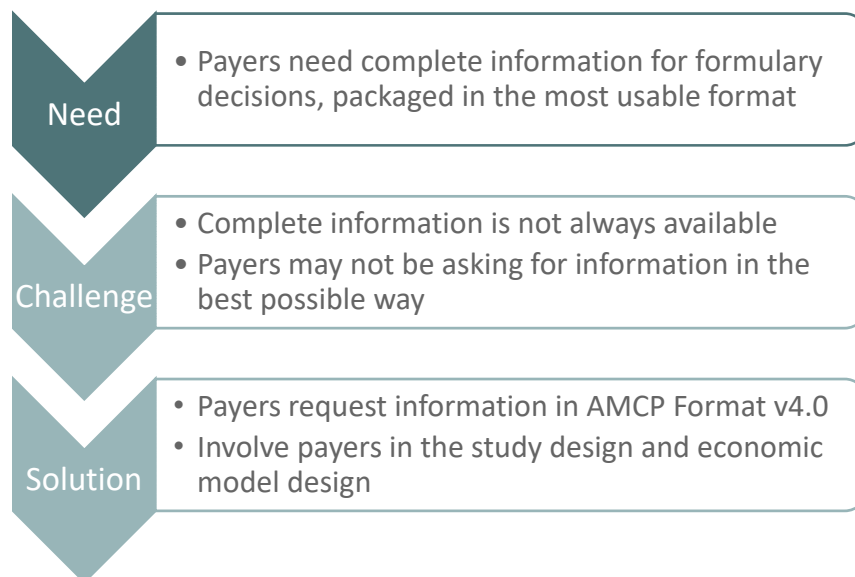 Need
• Payers need complete information for formulary
decisions, packaged in the most usable format
Challenge
• Complete information is not always available
• Payers may not be asking for information in the
best possible way
Solution
• Payers request information in AMCP Format v4.0
• Involve payers in the study design and economic
model design